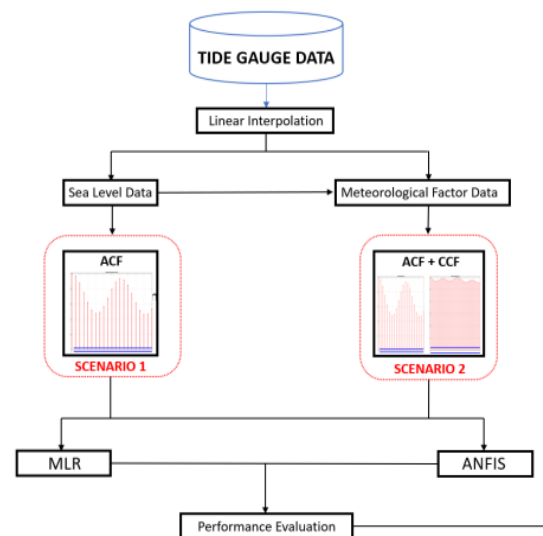 TIDE GAUGE DATA
Linear Interpolation
Sea Level Data
Meteorological Factor Data
ACF
ACF + CCF
SCENARIO 1
SCENARIO 2
MLR
ANFIS
Performance Evaluation